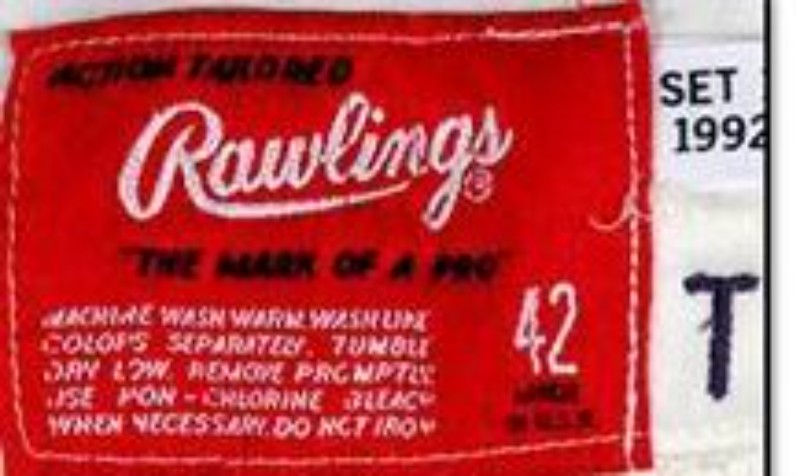 ACTION TAILORED
Rawlings®
"THE MARK OF A PRO"
MACHINE WASH WARM. WASH LIKE
COLORS SEPARATELY. TUMBLE
DRY LOW. REMOVE PROMPTLY
USE NON-CHLORINE BLEACH
WHEN NECESSARY. DO NOT IRON
42
SET
1992
T